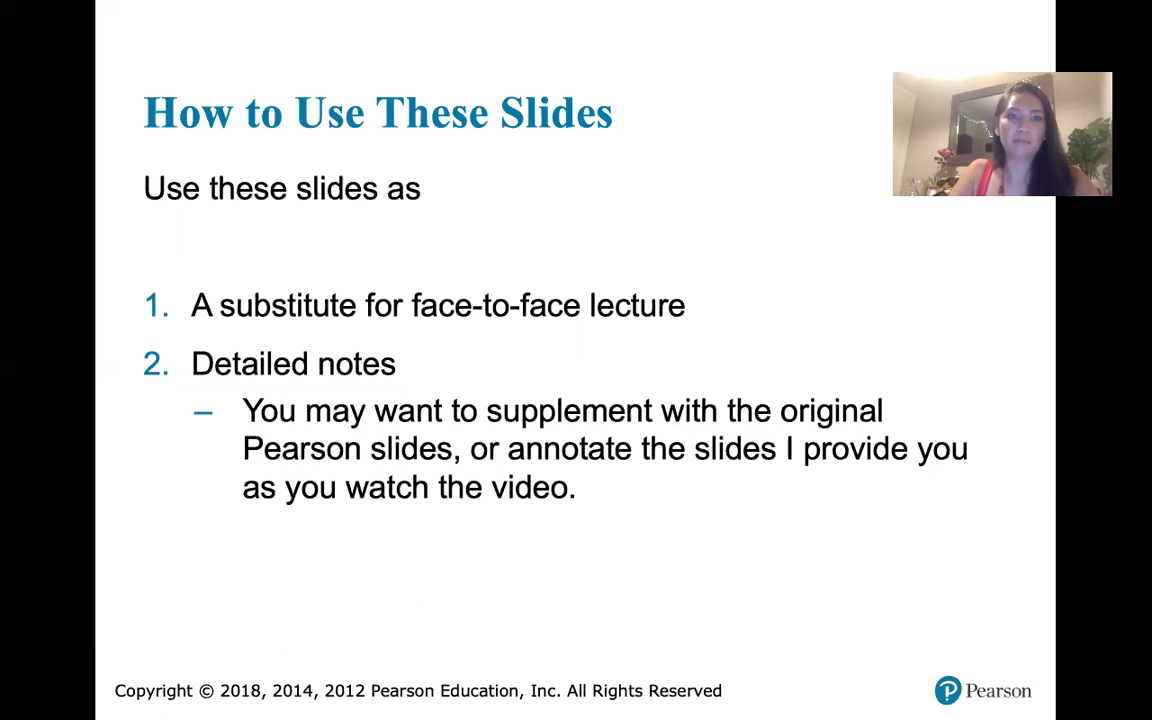 How to Use These Slides
Use these slides as
1. A substitute for face-to-face lecture
2. Detailed notes
– You may want to supplement with the original
Pearson slides, or annotate the slides I provide you
as you watch the video.
Copyright © 2018, 2014, 2012 Pearson Education, Inc. All Rights Reserved
P Pearson